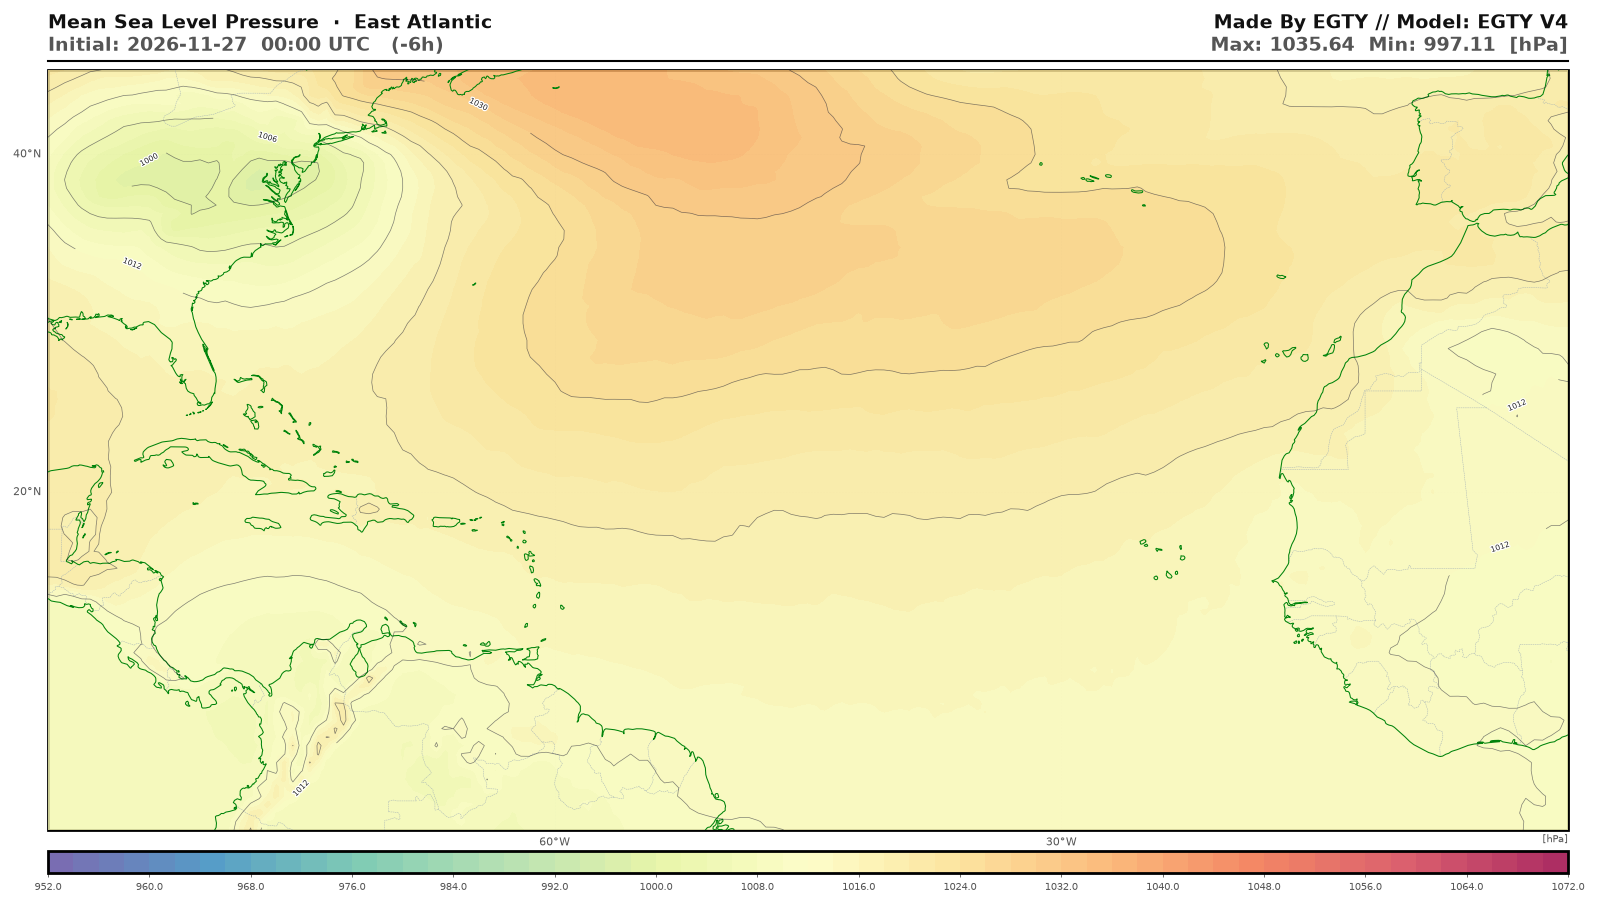 Mean Sea Level Pressure · East Atlantic
Made By EGTY // Model: EGTY V4
Initial: 2026-11-27 00:00 UTC (-6h)
Max: 1035.64 Min: 997.11 [hPa]
1030
1006
1000
40°N
1012
1012
20°N
1012
1012
60°W
30°W
[hPa]
952.0 960.0 968.0 976.0 984.0 992.0 1000.0 1008.0 1016.0 1024.0 1032.0 1040.0 1048.0 1056.0 1064.0 1072.0